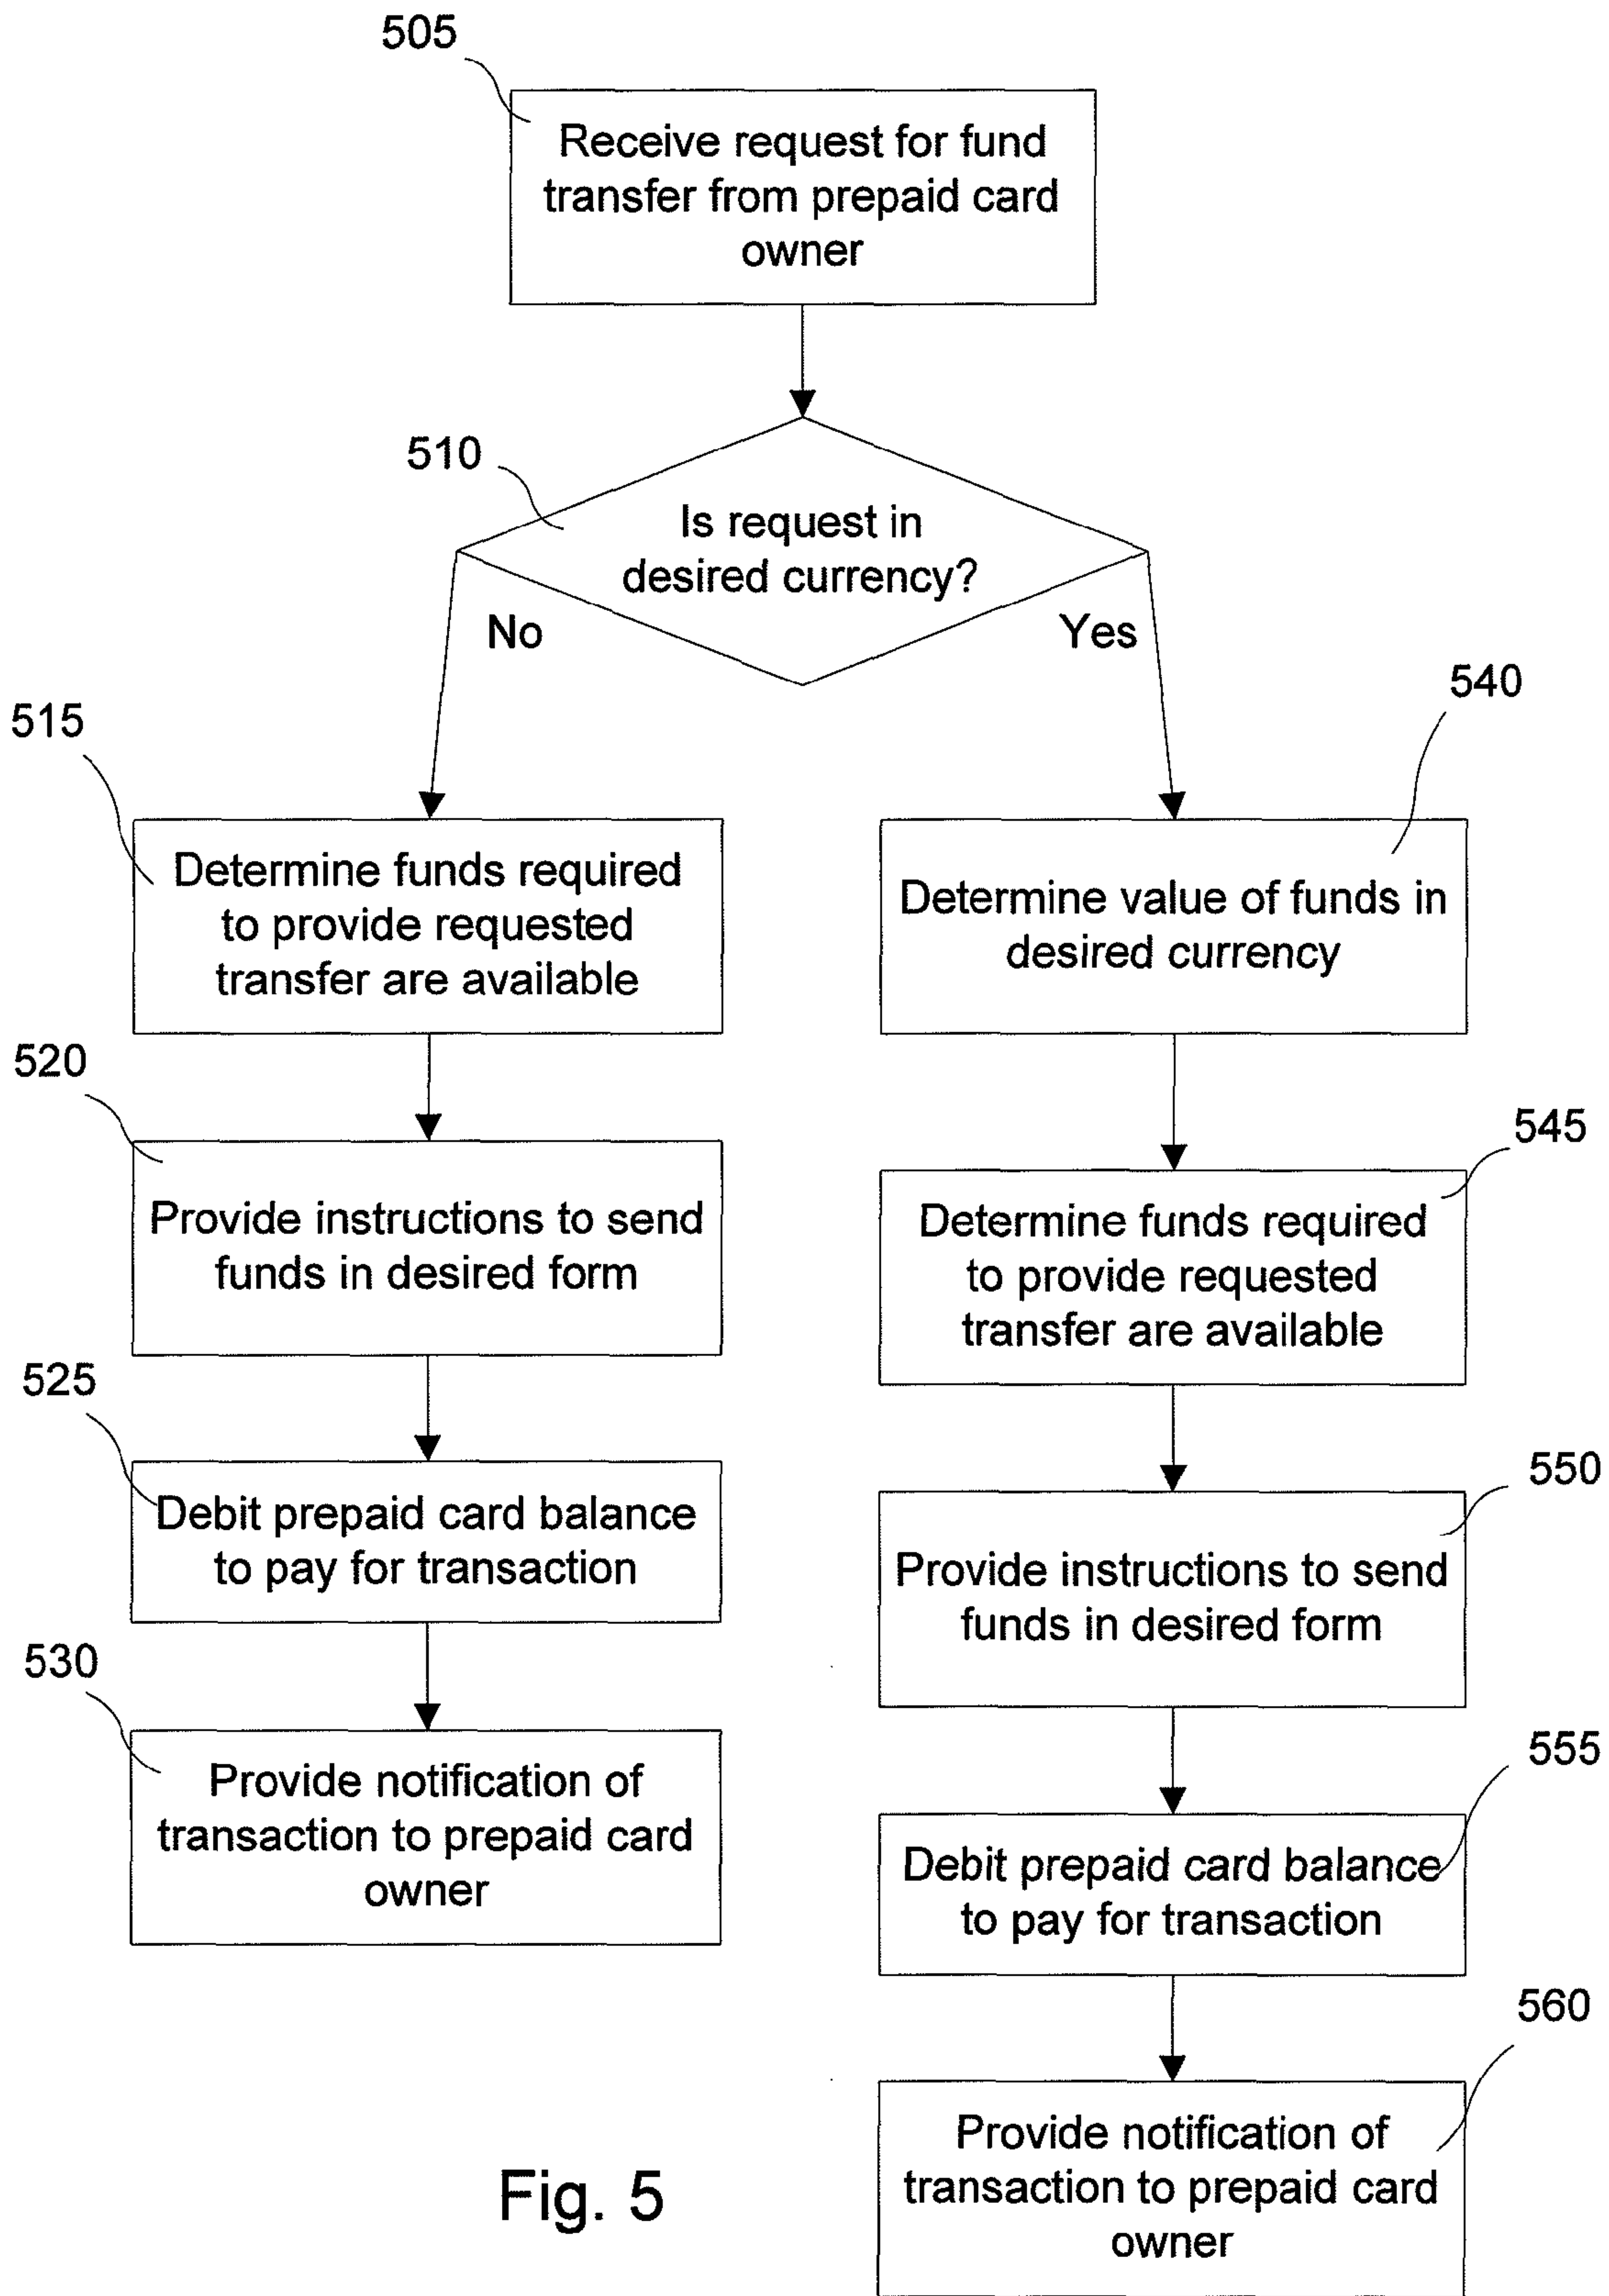 505
Receive request for fund
transfer from prepaid card
owner
510
Is request in
desired currency?
No
Yes
515
Determine funds required
to provide requested
transfer are available
520
Provide instructions to send
funds in desired form
525
Debit prepaid card balance
to pay for transaction
530
Provide notification of
transaction to prepaid card
owner
540
Determine value of funds in
desired currency
545
Determine funds required
to provide requested
transfer are available
550
Provide instructions to send
funds in desired form
555
Debit prepaid card balance
to pay for transaction
560
Provide notification of
transaction to prepaid card
owner
Fig. 5